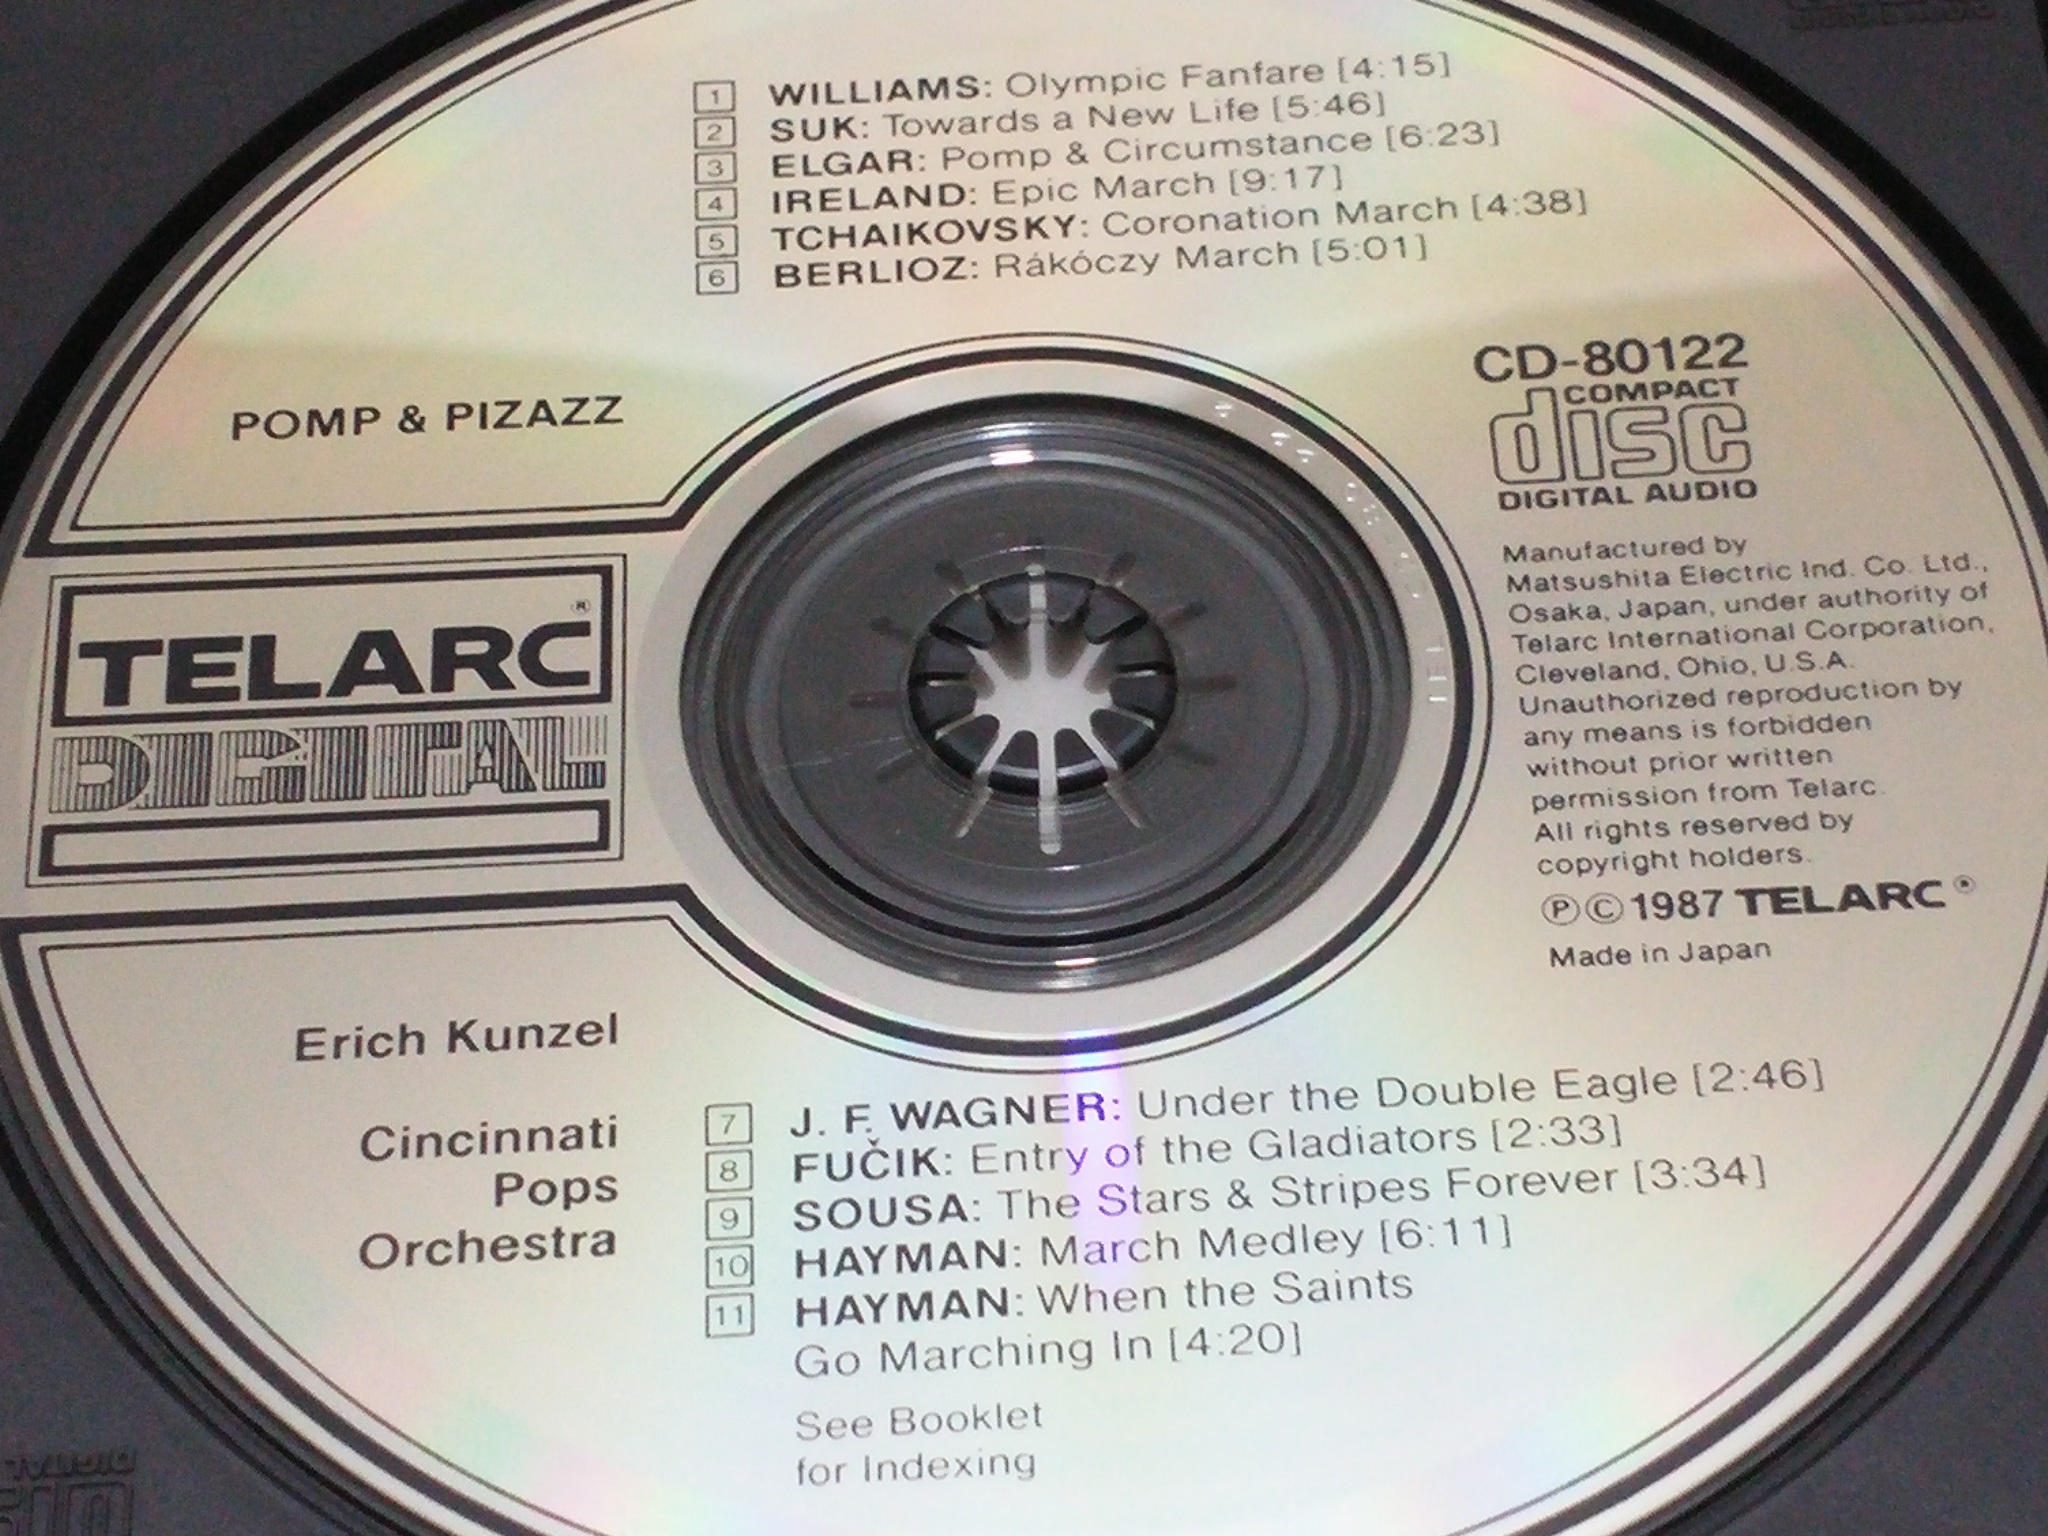 1 WILLIAMS: Olympic Fanfare [4:15]
2 SUK: Towards a New Life [5:46]
3 ELGAR: Pomp & Circumstance [6:23]
4 IRELAND: Epic March [9:17]
5 TCHAIKOVSKY: Coronation March [4:38]
6 BERLIOZ: Rákóczy March [5:01]
POMP & PIZAZZ
CD-80122
COMPACT
disc
DIGITAL AUDIO
TELARC®
DIGITAL
Manufactured by
Matsushita Electric Ind. Co. Ltd.,
Osaka, Japan, under authority of
Telarc International Corporation,
Cleveland, Ohio, U.S.A.
Unauthorized reproduction by
any means is forbidden
without prior written
permission from Telarc.
All rights reserved by
copyright holders.
℗©1987 TELARC®
Made in Japan
Erich Kunzel
Cincinnati
Pops
Orchestra
7 J. F. WAGNER: Under the Double Eagle [2:46]
8 FUČIK: Entry of the Gladiators [2:33]
9 SOUSA: The Stars & Stripes Forever [3:34]
10 HAYMAN: March Medley [6:11]
11 HAYMAN: When the Saints
Go Marching In [4:20]
See Booklet
for Indexing